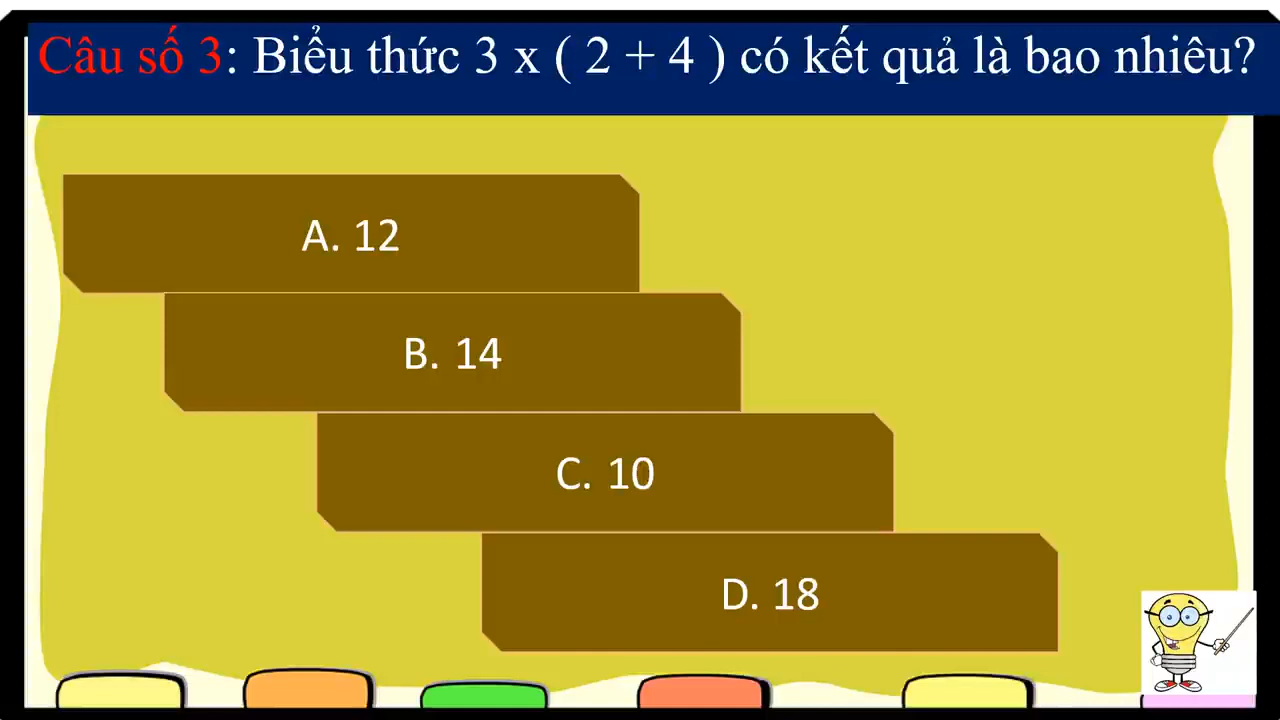 Câu số 3: Biểu thức 3 x ( 2 + 4 ) có kết quả là bao nhiêu?
A. 12
B. 14
C. 10
D. 18